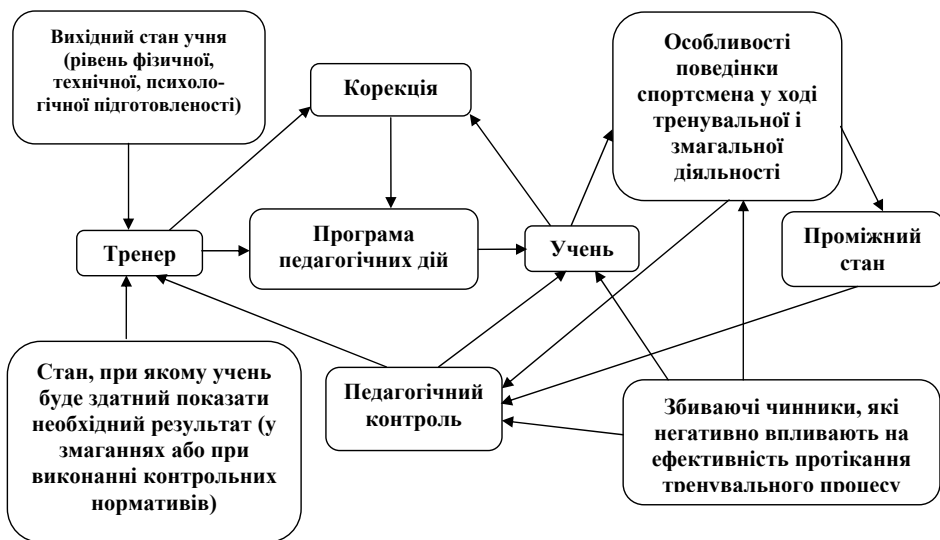 Вихідний стан учня
(рівень фізичної,
технічної, психоло-
гічної підготовленості)
Корекція
Особливості
поведінки
спортсмена у ході
тренувальної і
змагальної
діяльності
Тренер
Програма
педагогічних дій
Учень
Проміжний
стан
Стан, при якому учень
буде здатний показати
необхідний результат (у
змаганнях або при
виконанні контрольних
нормативів)
Педагогічний
контроль
Збиваючі чинники, які
негативно впливають на
ефективність протікання
тренувального процесу